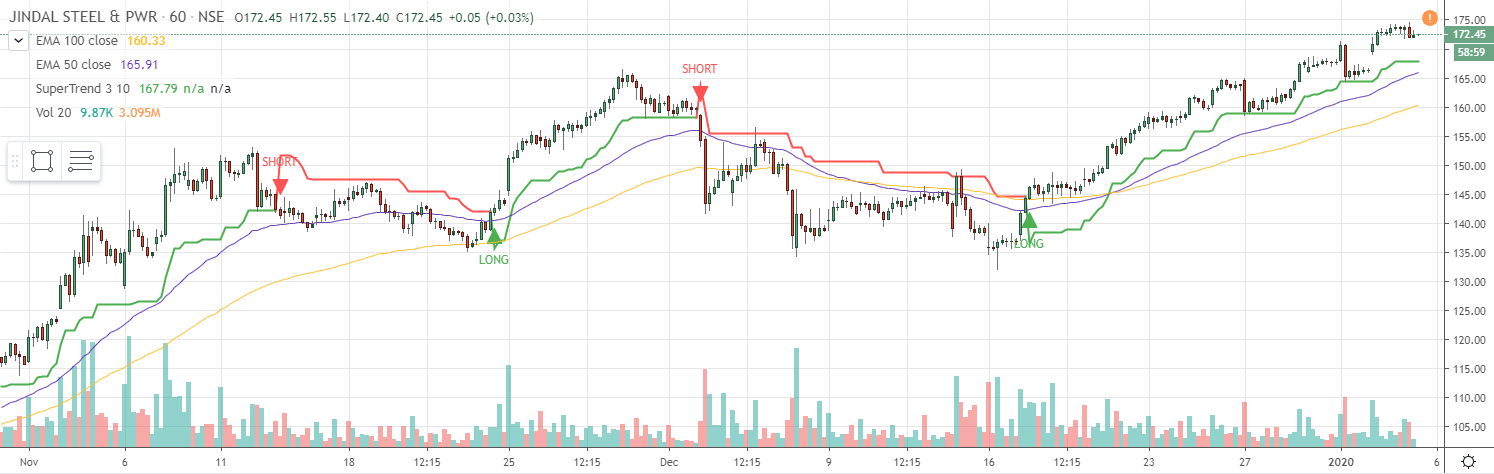 JINDAL STEEL & PWR · 60 · NSE O172.45 H172.55 L172.40 C172.45 +0.05 (+0.03%)
EMA 100 close 160.33
EMA 50 close 165.91
SuperTrend 3 10 167.79 n/a n/a
Vol 20 9.87K 3.095M
!
SHORT
SHORT
LONG
LONG
175.00
172.45
58:59
165.00
160.00
155.00
150.00
145.00
140.00
135.00
130.00
125.00
120.00
115.00
110.00
105.00
Nov 6 11 18 12:15 25 12:15 Dec 12:15 9 12:15 16 12:15 23 27 2020 6